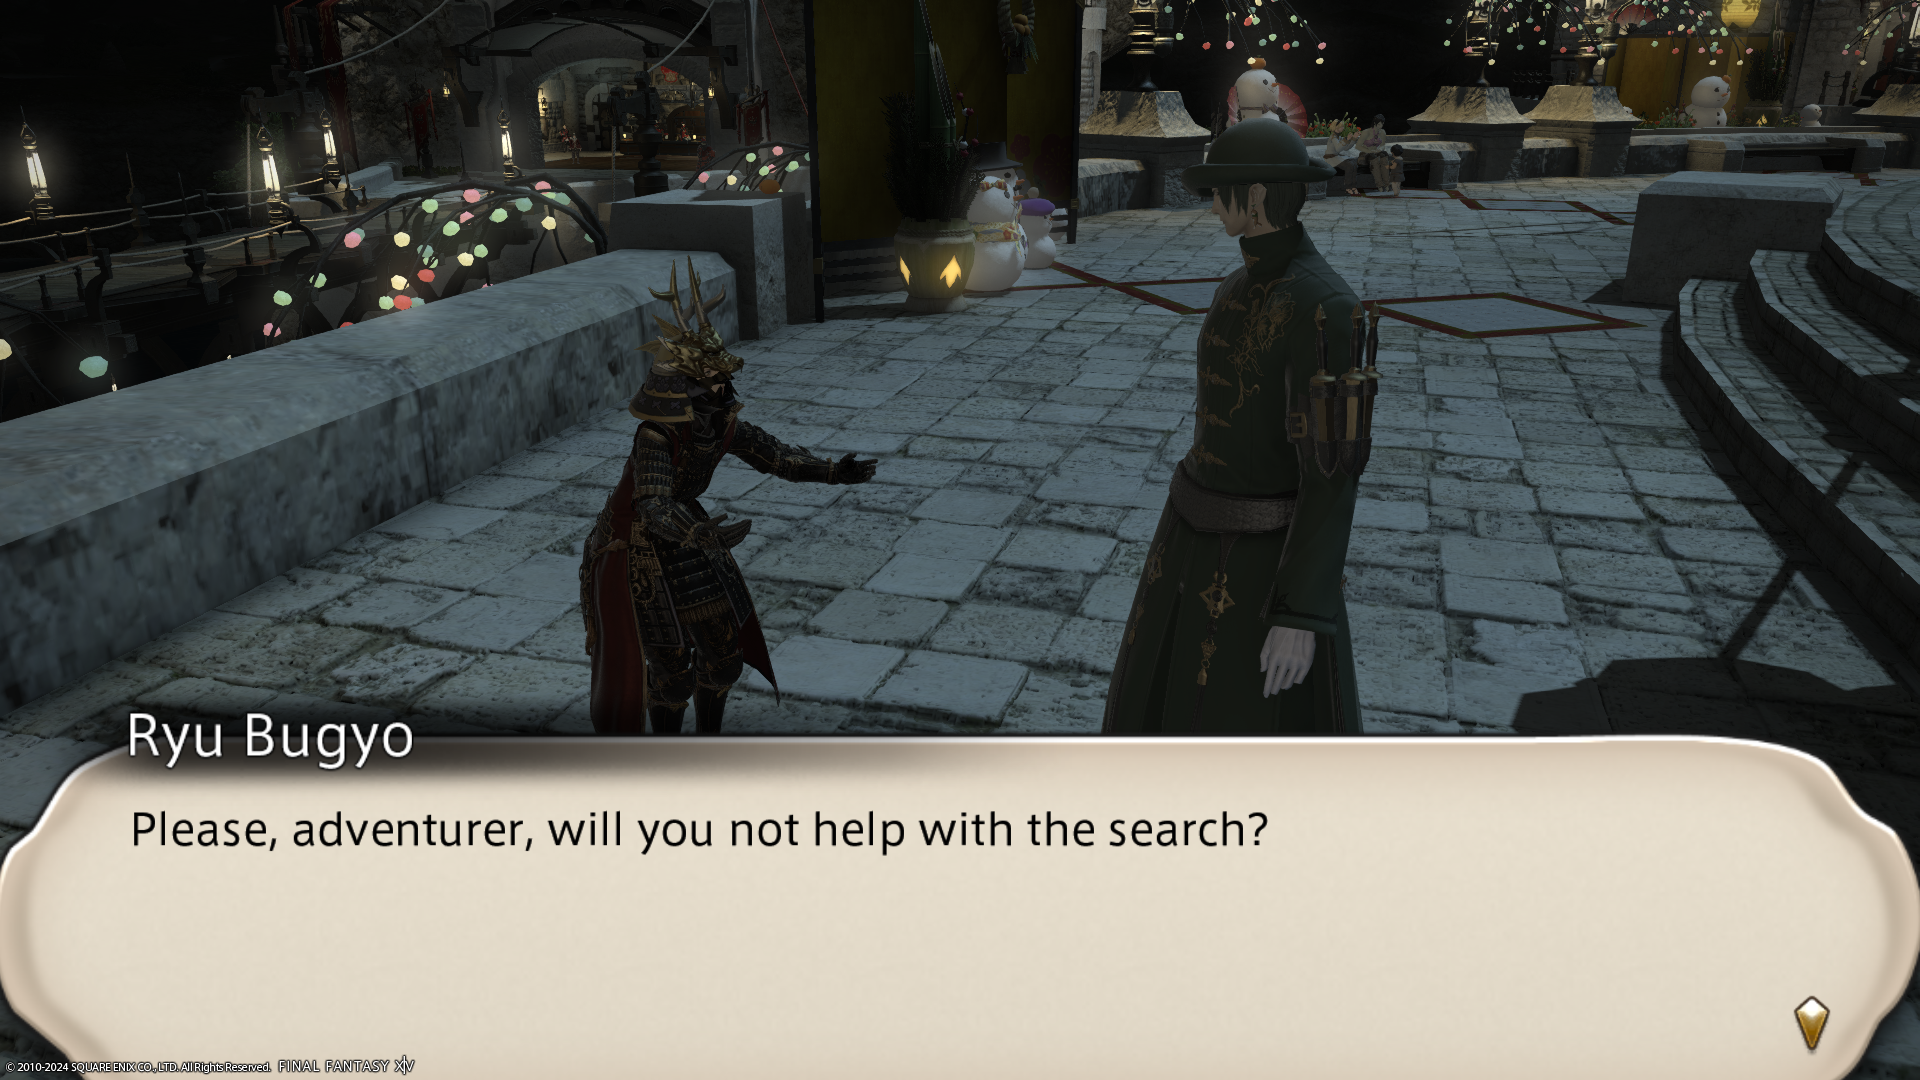 Ryu Bugyo
Please, adventurer, will you not help with the search?
© 2010-2024 SQUARE ENIX CO., LTD. All Rights Reserved. FINAL FANTASY XIV